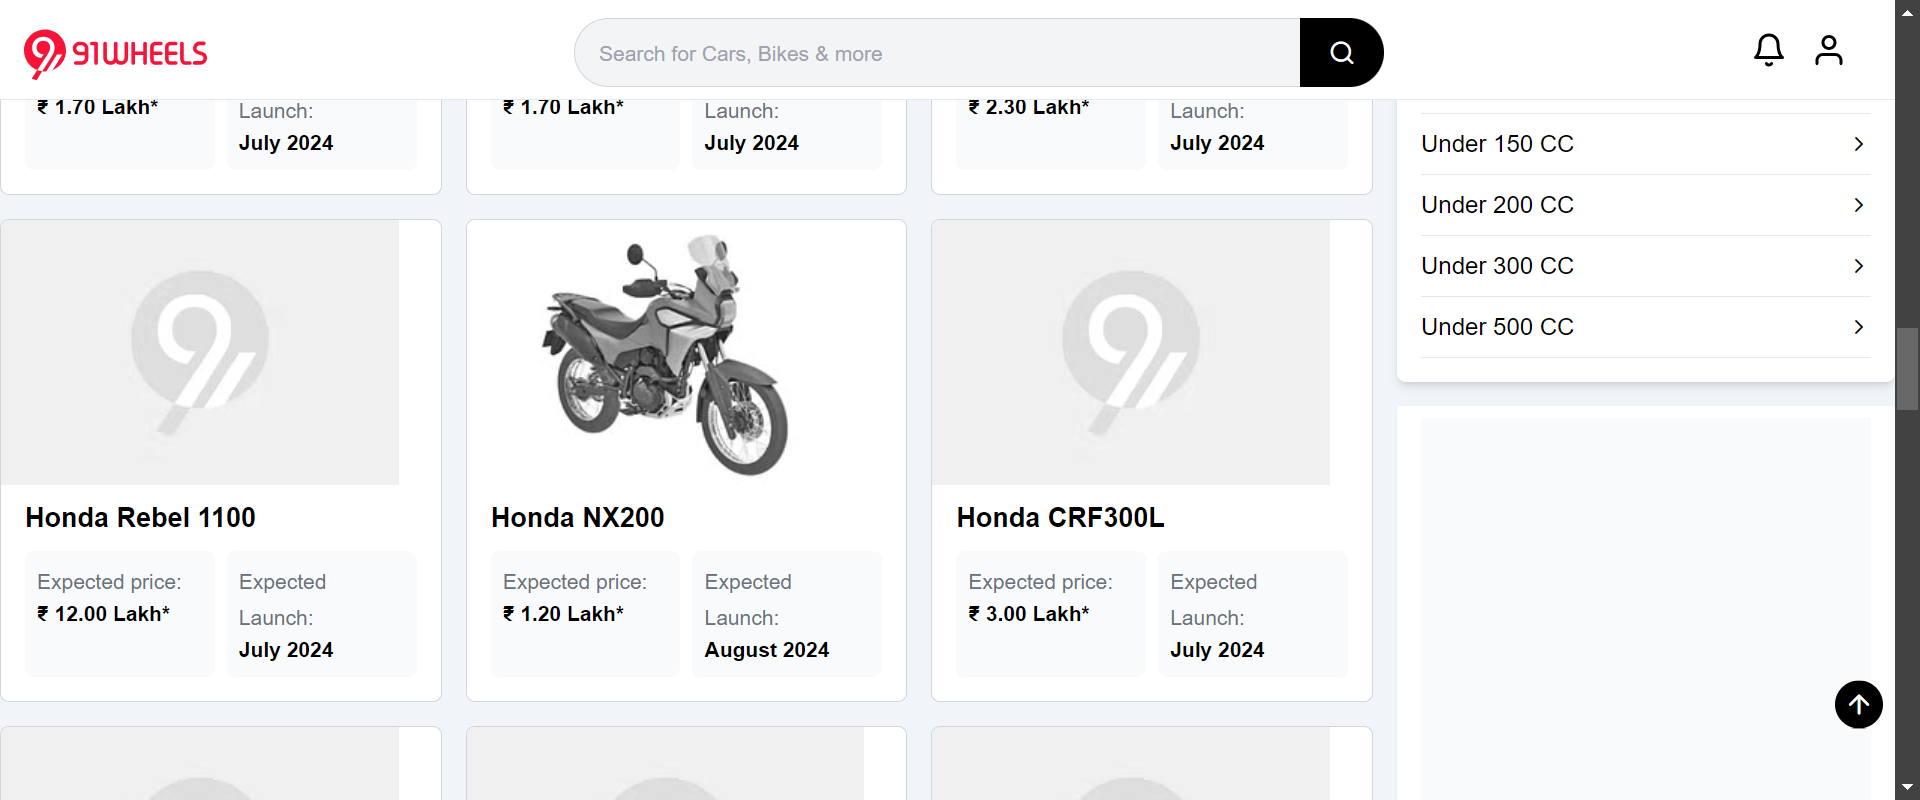 91WHEELS
Search for Cars, Bikes & more
₹ 1.70 Lakh*
Launch:
July 2024
₹ 1.70 Lakh*
Launch:
July 2024
₹ 2.30 Lakh*
Launch:
July 2024
Under 150 CC
Under 200 CC
Under 300 CC
Under 500 CC
Honda Rebel 1100
Expected price:
₹ 12.00 Lakh*
Expected
Launch:
July 2024
Honda NX200
Expected price:
₹ 1.20 Lakh*
Expected
Launch:
August 2024
Honda CRF300L
Expected price:
₹ 3.00 Lakh*
Expected
Launch:
July 2024